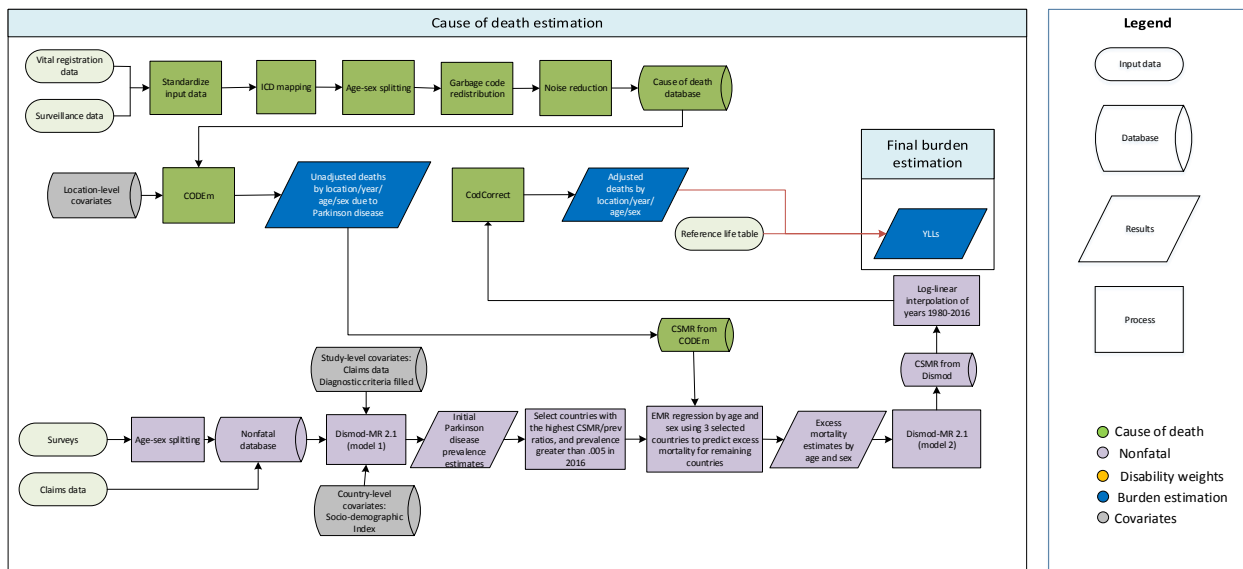 Cause of death estimation
Vital registration
data
Surveillance data
Standardize
input data
ICD mapping
Age-sex splitting
Garbage code
redistribution
Noise reduction
Cause of death
database
Location-level
covariates
CODEm
Unadjusted deaths
by location/year/
age/sex due to
Parkinson disease
CodCorrect
Adjusted
deaths by
location/year/
age/sex
Reference life table
Final burden
estimation
YLLs
Log-linear
interpolation of
years 1980-2016
CSMR from
CODEm
CSMR from
Dismod
Study-level covariates:
Claims data
Diagnostic criteria filled
Surveys
Age-sex splitting
Nonfatal
database
Dismod-MR 2.1
(model 1)
Initial
Parkinson
disease
prevalence
estimates
Select countries
with the highest CSMR/prev
ratios, and prevalence
greater than .005 in
2016
EMR regression by age and
sex using 3 selected
countries to predict excess
mortality for remaining
countries
Excess
mortality
estimates by
age and sex
Dismod-MR 2.1
(model 2)
Claims data
Country-level
covariates:
Socio-demographic
Index
Legend
Input data
Database
Results
Process
Cause of death
Nonfatal
Disability weights
Burden estimation
Covariates